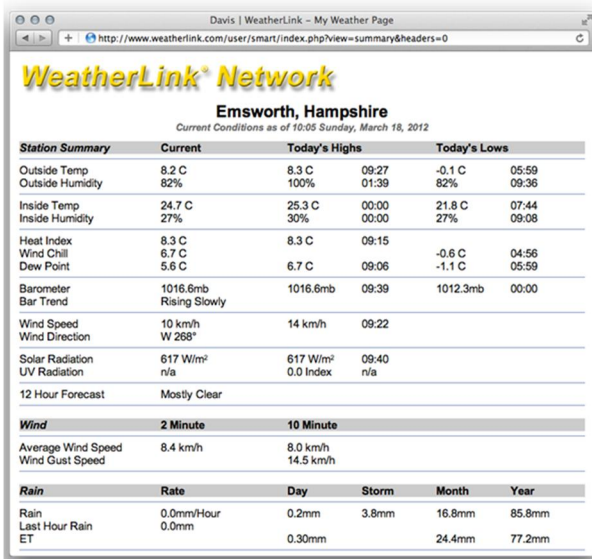 Davis | WeatherLink – My Weather Page
http://www.weatherlink.com/user/smart/index.php?view=summary&headers=0
WeatherLink® Network
Emsworth, Hampshire
Current Conditions as of 10:05 Sunday, March 18, 2012
Station Summary Current Today's Highs Today's Lows
Outside Temp 8.2 C 8.3 C 09:27 -0.1 C 05:59
Outside Humidity 82% 100% 01:39 82% 09:36
Inside Temp 24.7 C 25.3 C 00:00 21.8 C 07:44
Inside Humidity 27% 30% 00:00 27% 09:08
Heat Index 8.3 C 8.3 C 09:15
Wind Chill 6.7 C -0.6 C 04:56
Dew Point 5.6 C 6.7 C 09:06 -1.1 C 05:59
Barometer 1016.6mb 1016.6mb 09:39 1012.3mb 00:00
Bar Trend Rising Slowly
Wind Speed 10 km/h 14 km/h 09:22
Wind Direction W 268°
Solar Radiation 617 W/m² 617 W/m² 09:40
UV Radiation n/a 0.0 Index n/a
12 Hour Forecast Mostly Clear
Wind 2 Minute 10 Minute
Average Wind Speed 8.4 km/h 8.0 km/h
Wind Gust Speed 14.5 km/h
Rain Rate Day Storm Month Year
Rain 0.0mm/Hour 0.2mm 3.8mm 16.8mm 85.8mm
Last Hour Rain 0.0mm
ET 0.30mm 24.4mm 77.2mm